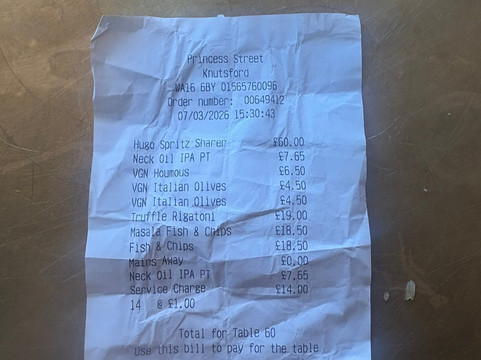 Princess Street
Knutsford
WA16 6BY 01565760096
Order number: 00649412
07/03/2026 15:30:43
Hugo Spritz Sharer £60.00
Neck Oil IPA PT £7.65
VGN Houmous £6.50
VGN Italian Olives £4.50
VGN Italian Olives £4.50
Truffle Rigatoni £19.00
Masala Fish & Chips £18.50
Fish & Chips £18.50
Mains Away £0.00
Neck Oil IPA PT £7.65
Service Charge £14.00
14 @ £1.00
Total for Table 60
Use this bill to pay for the table